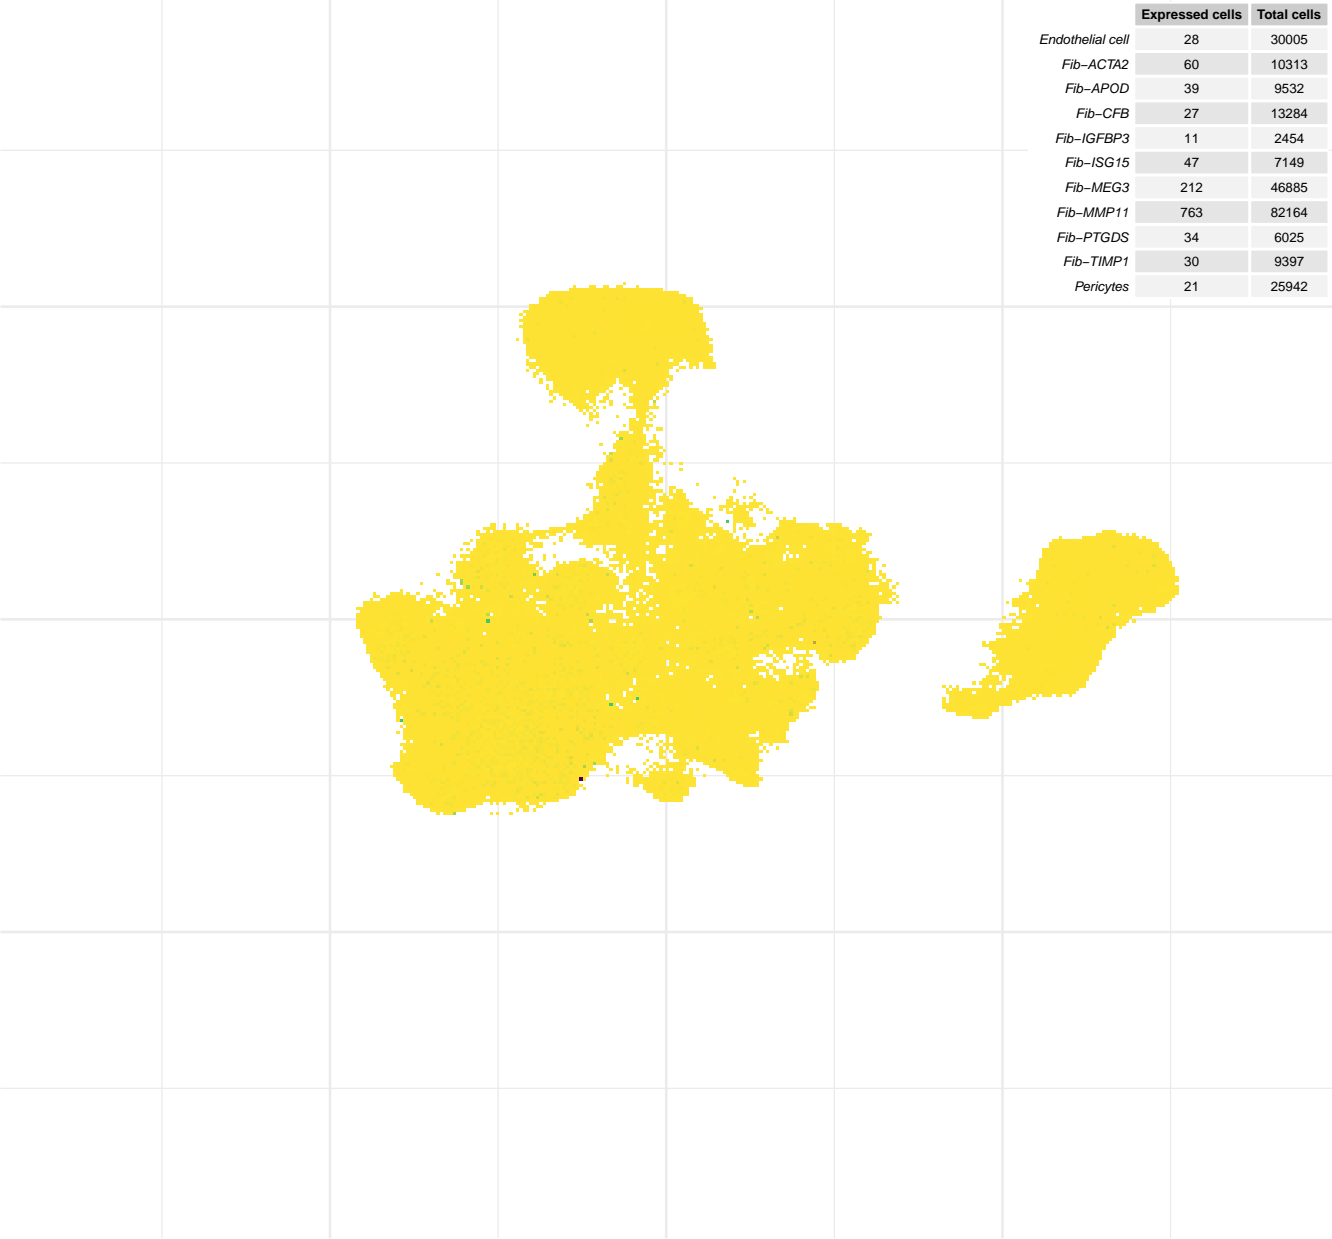 Expressed cells Total cells
Endothelial cell 28 30005
Fib−ACTA2 60 10313
Fib−APOD 39 9532
Fib−CFB 27 13284
Fib−IGFBP3 11 2454
Fib−ISG15 47 7149
Fib−MEG3 212 46885
Fib−MMP11 763 82164
Fib−PTGDS 34 6025
Fib−TIMP1 30 9397
Pericytes 21 25942